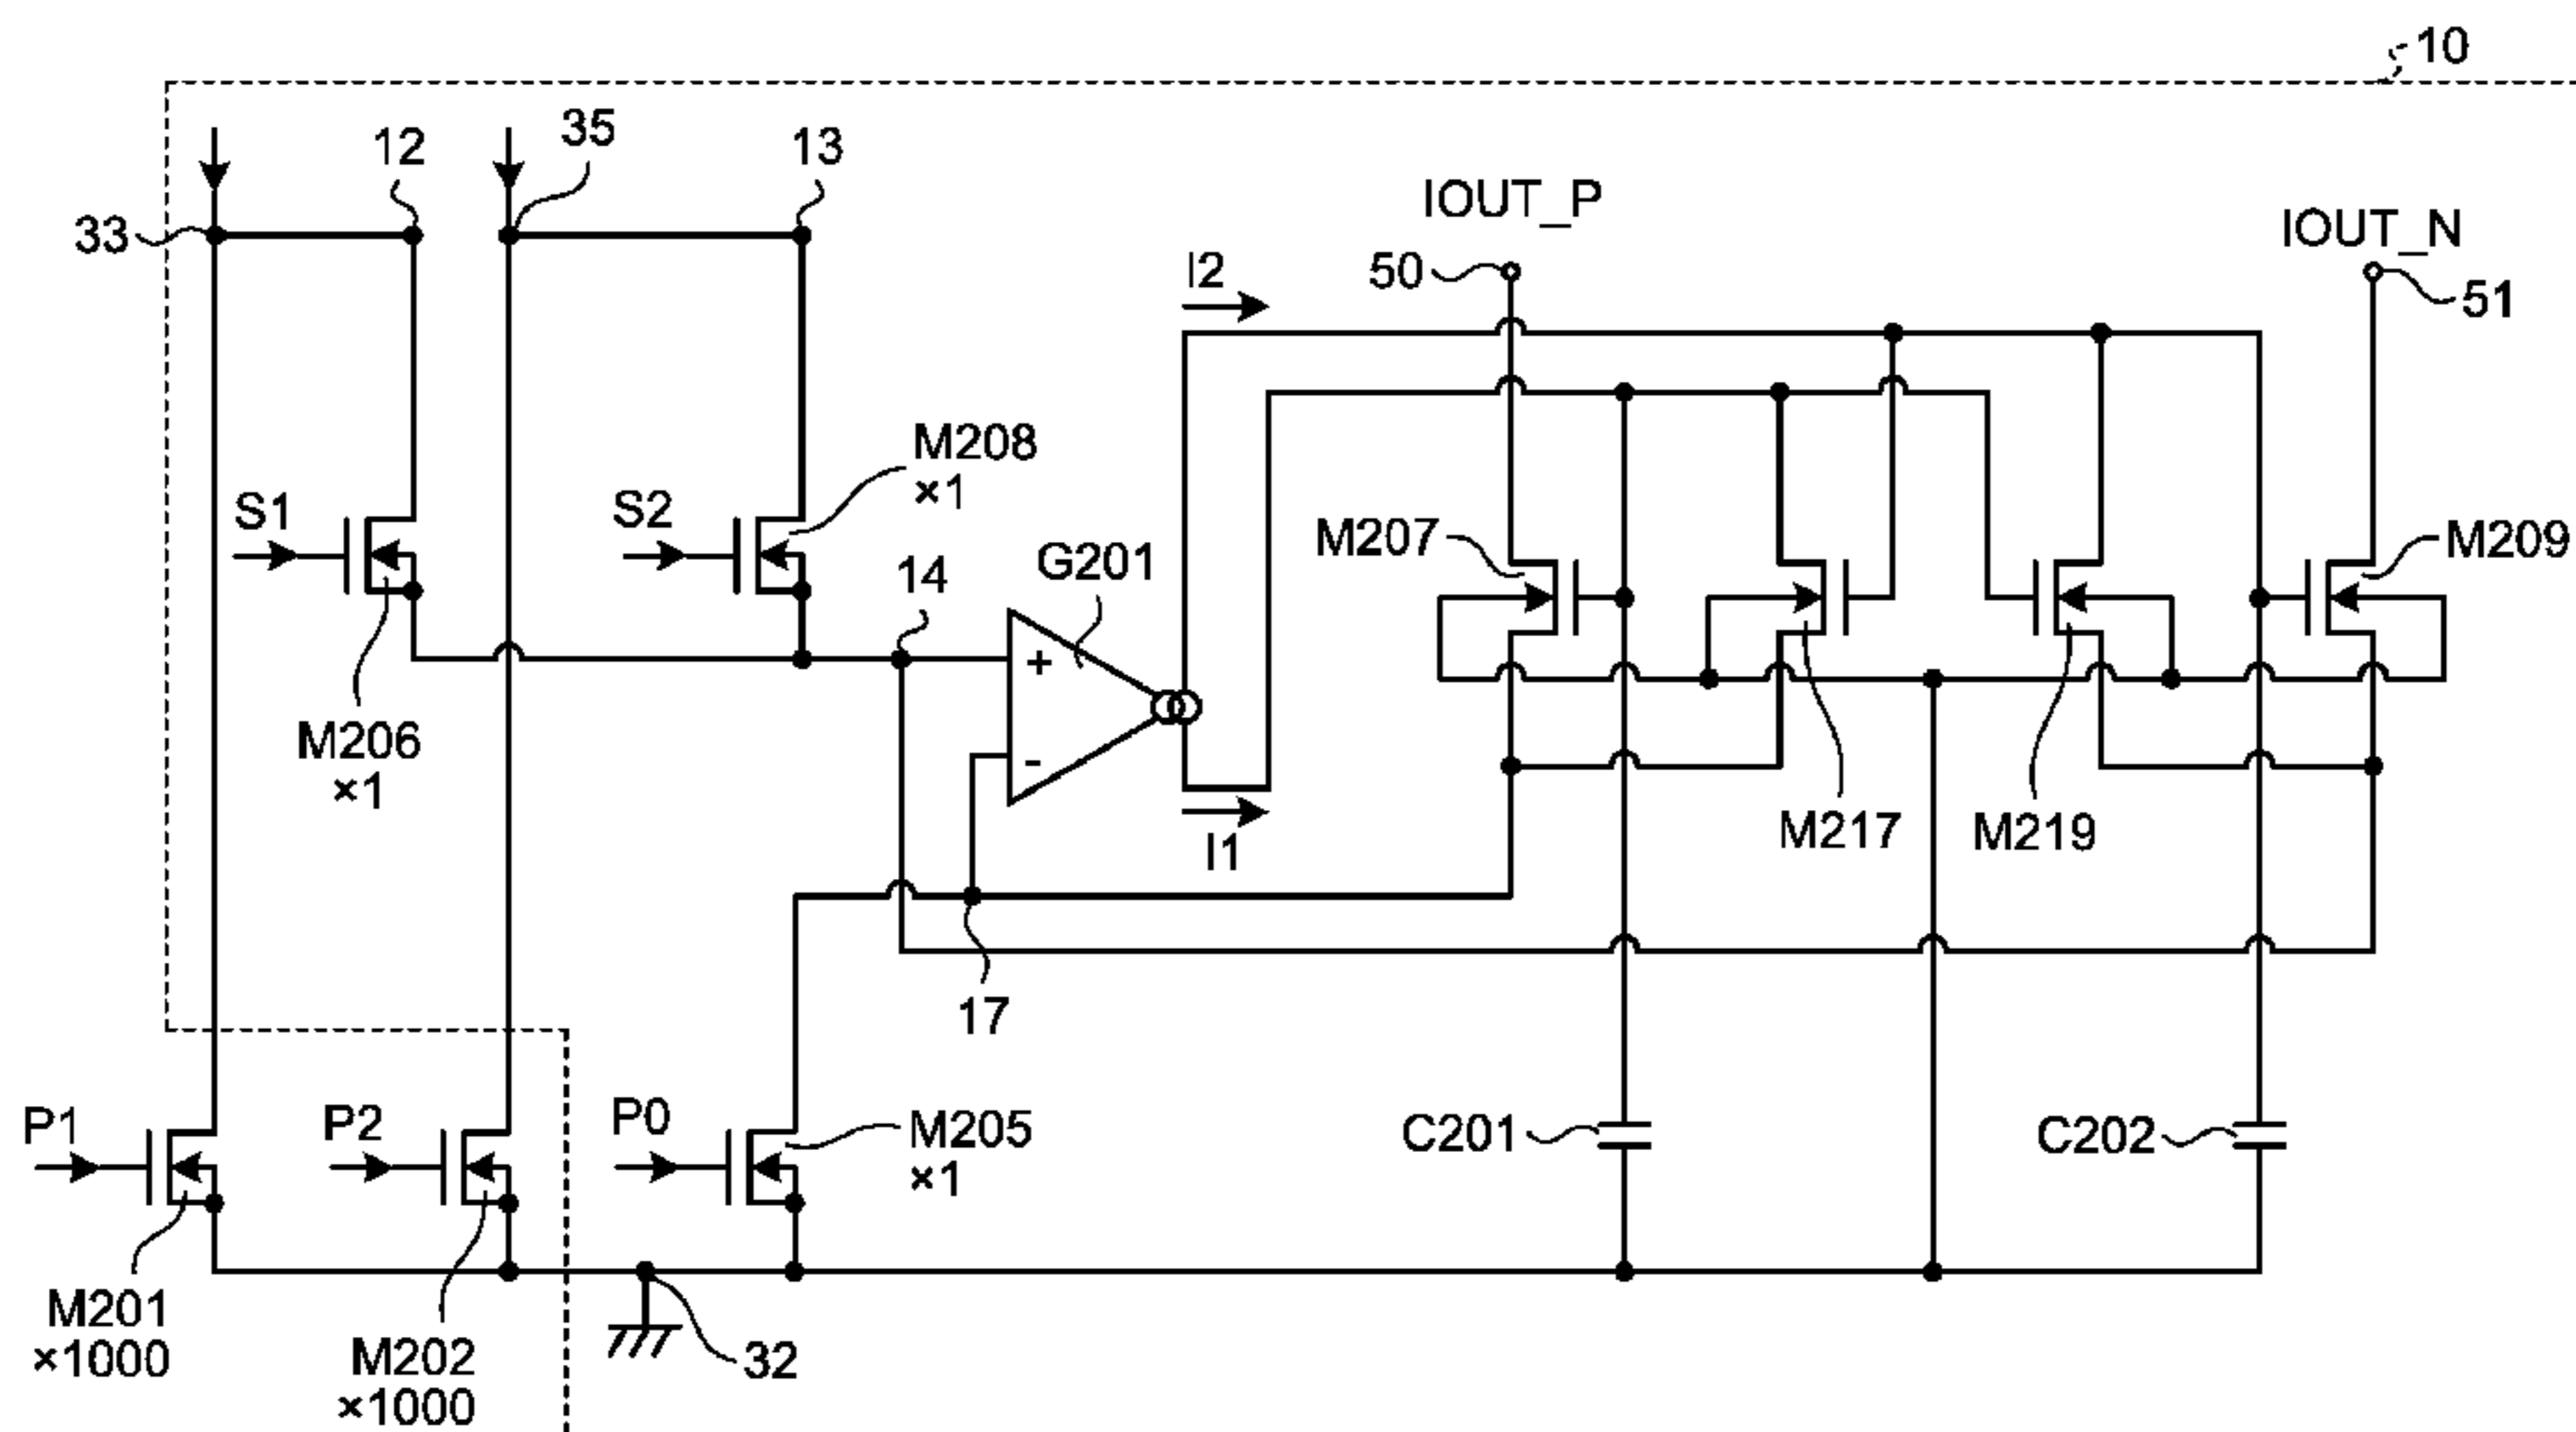 10
33
12
35
13
IOUT_P
50
IOUT_N
51
I2
M208
×1
S1
S2
14
G201
M207
M209
+
-
M206
×1
I1
M217
M219
17
P1
P2
P0
M205
×1
C201
C202
M201
×1000
M202
×1000
32